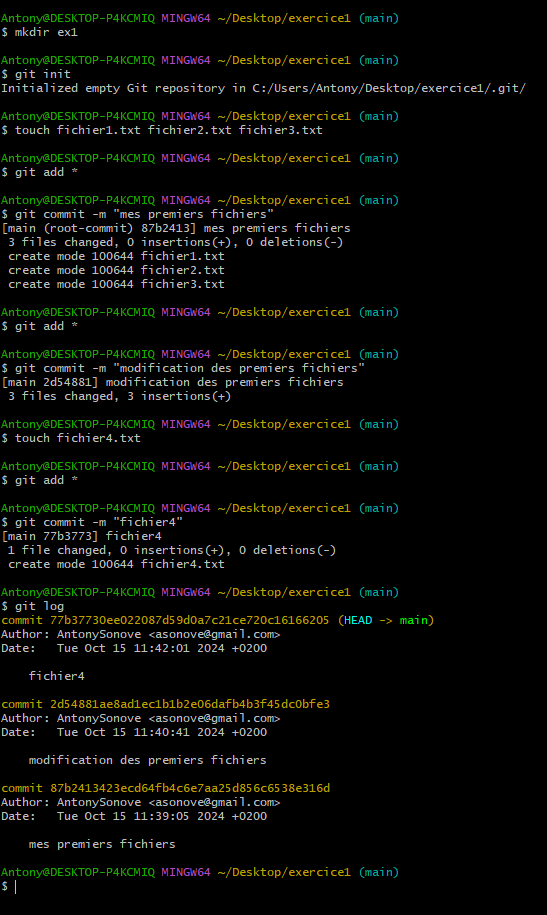 Antony@DESKTOP-P4KCMIQ MINGW64 ~/Desktop/exercice1 (main)
$ mkdir ex1
Antony@DESKTOP-P4KCMIQ MINGW64 ~/Desktop/exercice1 (main)
$ git init
Initialized empty Git repository in C:/Users/Antony/Desktop/exercice1/.git/
Antony@DESKTOP-P4KCMIQ MINGW64 ~/Desktop/exercice1 (main)
$ touch fichier1.txt fichier2.txt fichier3.txt
Antony@DESKTOP-P4KCMIQ MINGW64 ~/Desktop/exercice1 (main)
$ git add *
Antony@DESKTOP-P4KCMIQ MINGW64 ~/Desktop/exercice1 (main)
$ git commit -m "mes premiers fichiers"
[main (root-commit) 87b2413] mes premiers fichiers
 3 files changed, 0 insertions(+), 0 deletions(-)
 create mode 100644 fichier1.txt
 create mode 100644 fichier2.txt
 create mode 100644 fichier3.txt
Antony@DESKTOP-P4KCMIQ MINGW64 ~/Desktop/exercice1 (main)
$ git add *
Antony@DESKTOP-P4KCMIQ MINGW64 ~/Desktop/exercice1 (main)
$ git commit -m "modification des premiers fichiers"
[main 2d54881] modification des premiers fichiers
 3 files changed, 3 insertions(+)
Antony@DESKTOP-P4KCMIQ MINGW64 ~/Desktop/exercice1 (main)
$ touch fichier4.txt
Antony@DESKTOP-P4KCMIQ MINGW64 ~/Desktop/exercice1 (main)
$ git add *
Antony@DESKTOP-P4KCMIQ MINGW64 ~/Desktop/exercice1 (main)
$ git commit -m "fichier4"
[main 77b3773] fichier4
 1 file changed, 0 insertions(+), 0 deletions(-)
 create mode 100644 fichier4.txt
Antony@DESKTOP-P4KCMIQ MINGW64 ~/Desktop/exercice1 (main)
$ git log
commit 77b37730ee022087d59d0a7c21ce720c16166205 (HEAD -> main)
Author: AntonySonove <asonove@gmail.com>
Date:   Tue Oct 15 11:42:01 2024 +0200
    fichier4
commit 2d54881ae8ad1ec1b1b2e06dafb4b3f45dc0bfe3
Author: AntonySonove <asonove@gmail.com>
Date:   Tue Oct 15 11:40:41 2024 +0200
    modification des premiers fichiers
commit 87b2413423ecd64fb4c6e7aa25d856c6538e316d
Author: AntonySonove <asonove@gmail.com>
Date:   Tue Oct 15 11:39:05 2024 +0200
    mes premiers fichiers
Antony@DESKTOP-P4KCMIQ MINGW64 ~/Desktop/exercice1 (main)
$